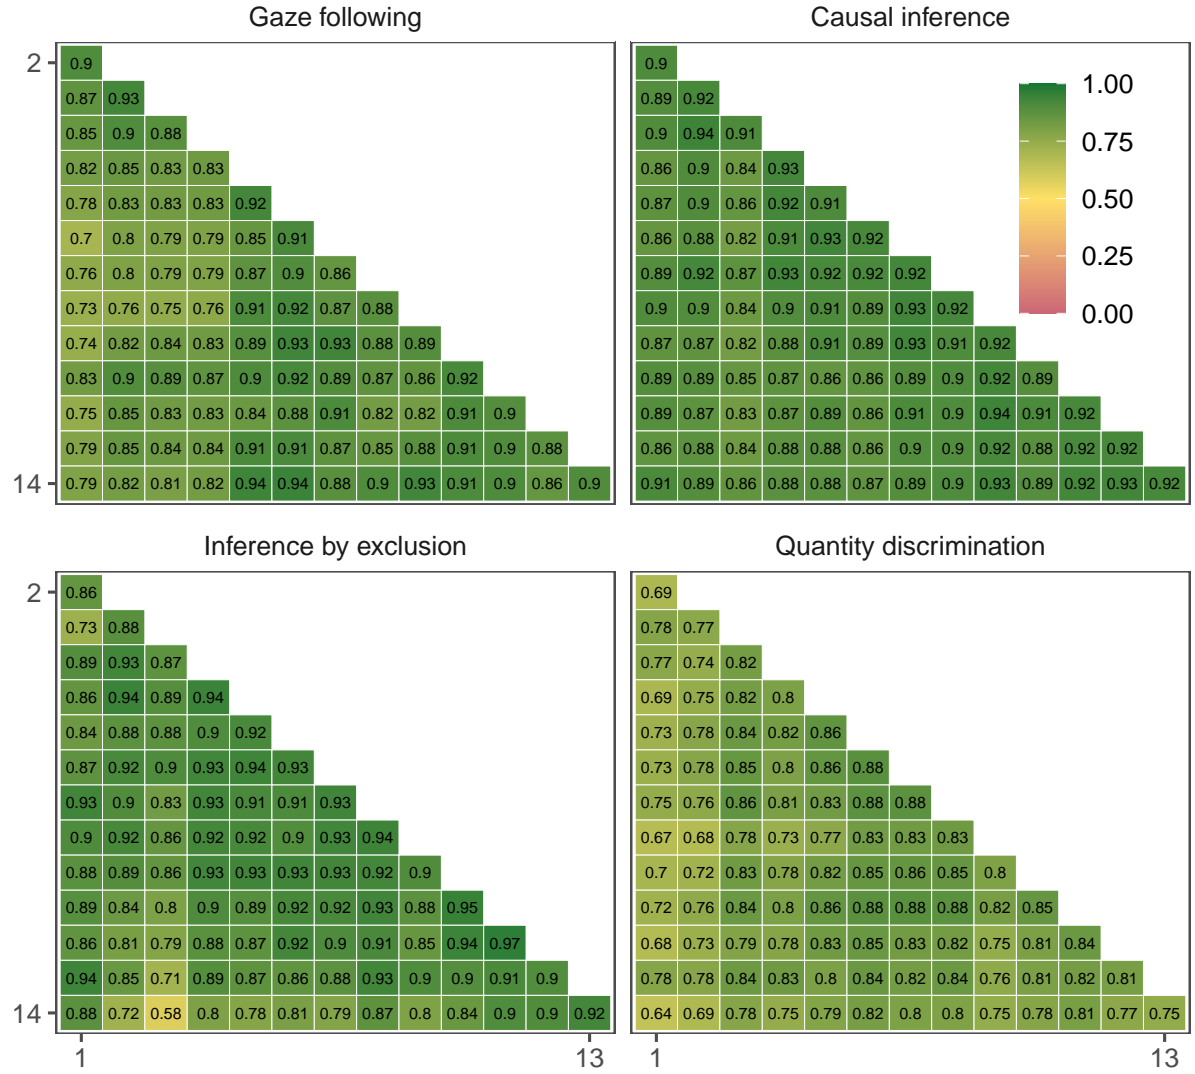 Gaze following
Causal inference
2
0.9
0.87 0.93
0.85 0.9 0.88
0.82 0.85 0.83 0.83
0.78 0.83 0.83 0.83 0.92
0.7 0.8 0.79 0.79 0.85 0.91
0.76 0.8 0.79 0.79 0.87 0.9 0.86
0.73 0.76 0.75 0.76 0.91 0.92 0.87 0.88
0.74 0.82 0.84 0.83 0.89 0.93 0.93 0.88 0.89
0.83 0.9 0.89 0.87 0.9 0.92 0.89 0.87 0.86 0.92
0.75 0.85 0.83 0.83 0.84 0.88 0.91 0.82 0.82 0.91 0.9
0.79 0.85 0.84 0.84 0.91 0.91 0.87 0.85 0.88 0.91 0.9 0.88
14
0.79 0.82 0.81 0.82 0.94 0.94 0.88 0.9 0.93 0.91 0.9 0.86 0.9
0.9
0.89 0.92
0.9 0.94 0.91
0.86 0.9 0.84 0.93
0.87 0.9 0.86 0.92 0.91
0.86 0.88 0.82 0.91 0.93 0.92
0.89 0.92 0.87 0.93 0.92 0.92 0.92
0.9 0.9 0.84 0.9 0.91 0.89 0.93 0.92
0.87 0.87 0.82 0.88 0.91 0.89 0.93 0.91 0.92
0.89 0.89 0.85 0.87 0.86 0.86 0.89 0.9 0.92 0.89
0.89 0.87 0.83 0.87 0.89 0.86 0.91 0.9 0.94 0.91 0.92
0.86 0.88 0.84 0.88 0.88 0.86 0.9 0.9 0.92 0.88 0.92 0.92
0.91 0.89 0.86 0.88 0.88 0.87 0.89 0.9 0.93 0.89 0.92 0.93 0.92
1.00
0.75
0.50
0.25
0.00
Inference by exclusion
Quantity discrimination
2
0.86
0.73 0.88
0.89 0.93 0.87
0.86 0.94 0.89 0.94
0.84 0.88 0.88 0.9 0.92
0.87 0.92 0.9 0.93 0.94 0.93
0.93 0.9 0.83 0.93 0.91 0.91 0.93
0.9 0.92 0.86 0.92 0.92 0.9 0.93 0.94
0.88 0.89 0.86 0.93 0.93 0.93 0.93 0.92 0.9
0.89 0.84 0.8 0.9 0.89 0.92 0.92 0.93 0.88 0.95
0.86 0.81 0.79 0.88 0.87 0.92 0.9 0.91 0.85 0.94 0.97
0.94 0.85 0.71 0.89 0.87 0.86 0.88 0.93 0.9 0.9 0.91 0.9
14
0.88 0.72 0.58 0.8 0.78 0.81 0.79 0.87 0.8 0.84 0.9 0.9 0.92
1
13
0.69
0.78 0.77
0.77 0.74 0.82
0.69 0.75 0.82 0.8
0.73 0.78 0.84 0.82 0.86
0.73 0.78 0.85 0.8 0.86 0.88
0.75 0.76 0.86 0.81 0.83 0.88 0.88
0.67 0.68 0.78 0.73 0.77 0.83 0.83 0.83
0.7 0.72 0.83 0.78 0.82 0.85 0.86 0.85 0.8
0.72 0.76 0.84 0.8 0.86 0.88 0.88 0.88 0.82 0.85
0.68 0.73 0.79 0.78 0.83 0.85 0.83 0.82 0.75 0.81 0.84
0.78 0.78 0.84 0.83 0.8 0.84 0.82 0.84 0.76 0.81 0.82 0.81
0.64 0.69 0.78 0.75 0.79 0.82 0.8 0.8 0.75 0.78 0.81 0.77 0.75
1
13